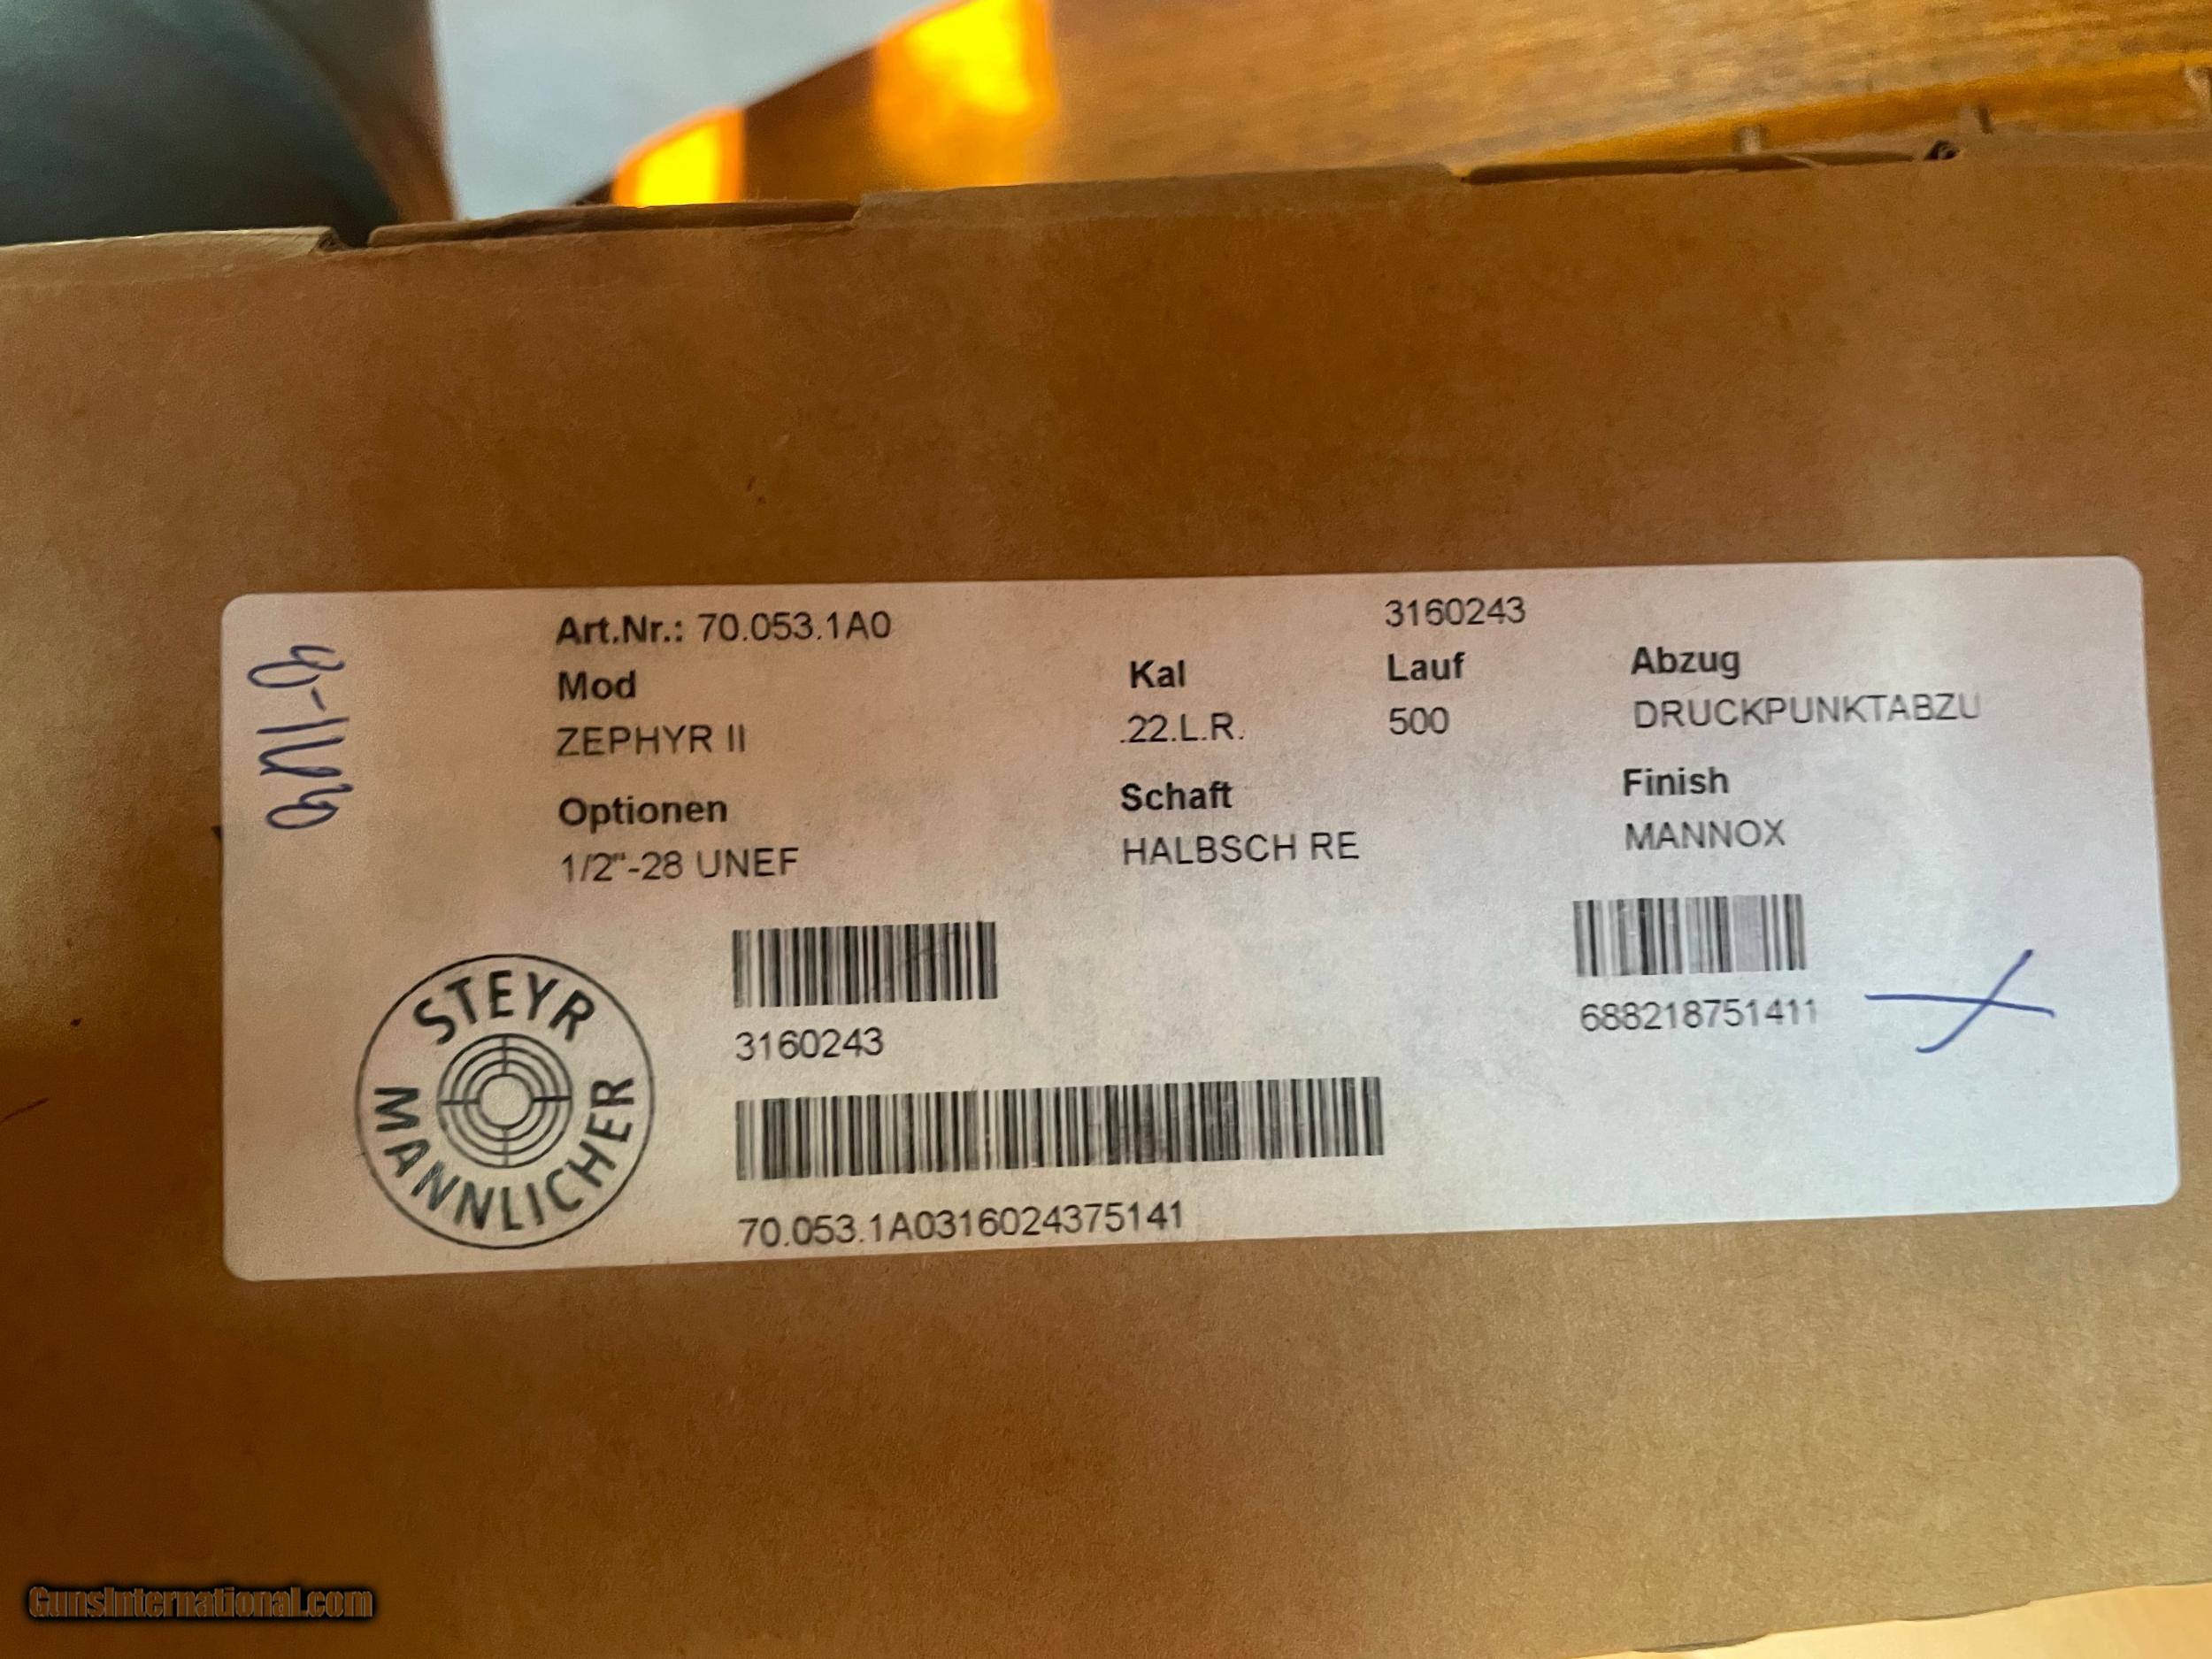 Art.Nr.: 70.053.1A0
3160243
Mod
Kal
Lauf
Abzug
ZEPHYR II
.22.L.R.
500
DRUCKPUNKTABZU
Optionen
Schaft
Finish
1/2"-28 UNEF
HALBSCH RE
MANNOX
STEYR
MANNLICHER
3160243
688218751411
70.053.1A0316024375141
GunsInternational.com